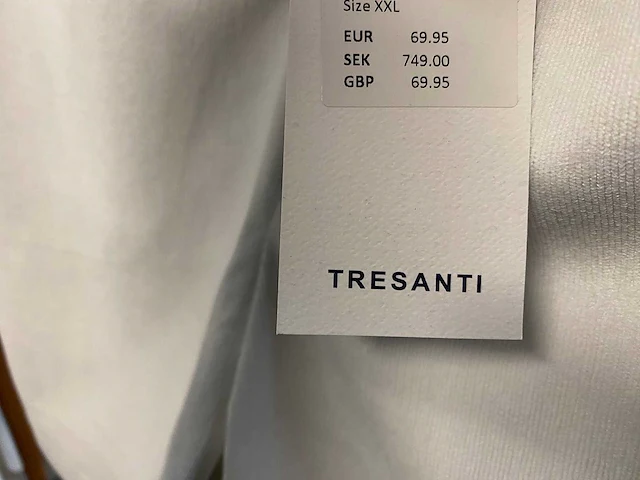 Size XXL
EUR 69.95
SEK 749.00
GBP 69.95
TRESANTI